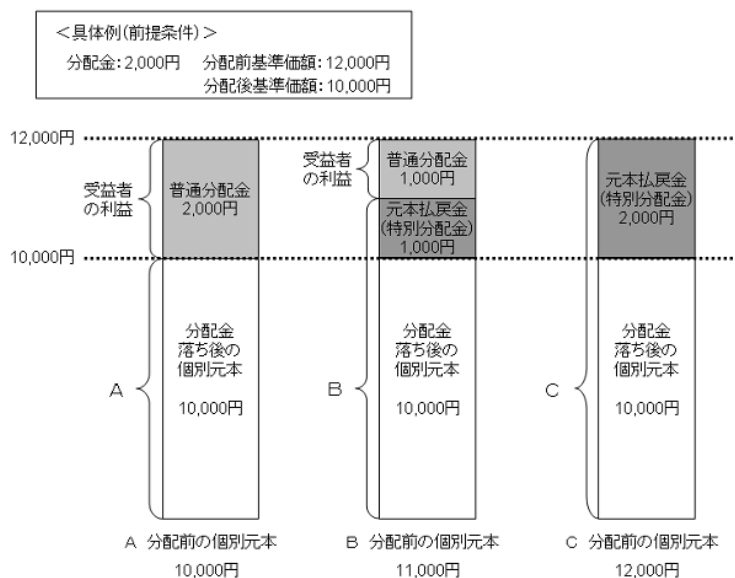 ＜具体例(前提条件)＞
分配金：2,000円　分配前基準価額：12,000円
分配後基準価額：10,000円
12,000円
受益者
の利益
普通分配金
2,000円
受益者
の利益
普通分配金
1,000円
元本払戻金
(特別分配金)
1,000円
元本払戻金
(特別分配金)
2,000円
10,000円
A
分配金
落ち後の
個別元本
10,000円
B
分配金
落ち後の
個別元本
10,000円
C
分配金
落ち後の
個別元本
10,000円
A 分配前の個別元本
10,000円
B 分配前の個別元本
11,000円
C 分配前の個別元本
12,000円